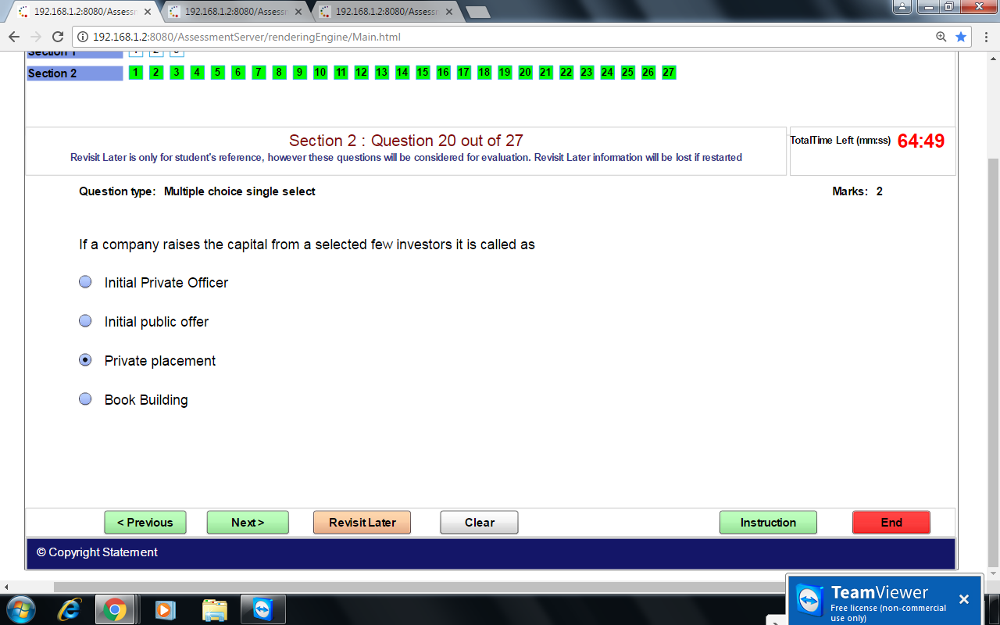 192.168.1.2:8080/Assessm
192.168.1.2:8080/Assessm
192.168.1.2:8080/Assessm
192.168.1.2:8080/AssessmentServer/renderingEngine/Main.html
Section 1 1 2 3
Section 2 1 2 3 4 5 6 7 8 9 10 11 12 13 14 15 16 17 18 19 20 21 22 23 24 25 26 27
Section 2 : Question 20 out of 27
Revisit Later is only for student's reference, however these questions will be considered for evaluation. Revisit Later information will be lost if restarted
TotalTime Left (mm:ss) 64:49
Question type: Multiple choice single select
Marks: 2
If a company raises the capital from a selected few investors it is called as
Initial Private Officer
Initial public offer
Private placement
Book Building
< Previous
Next >
Revisit Later
Clear
Instruction
End
© Copyright Statement
TeamViewer
Free license (non-commercial
use only)